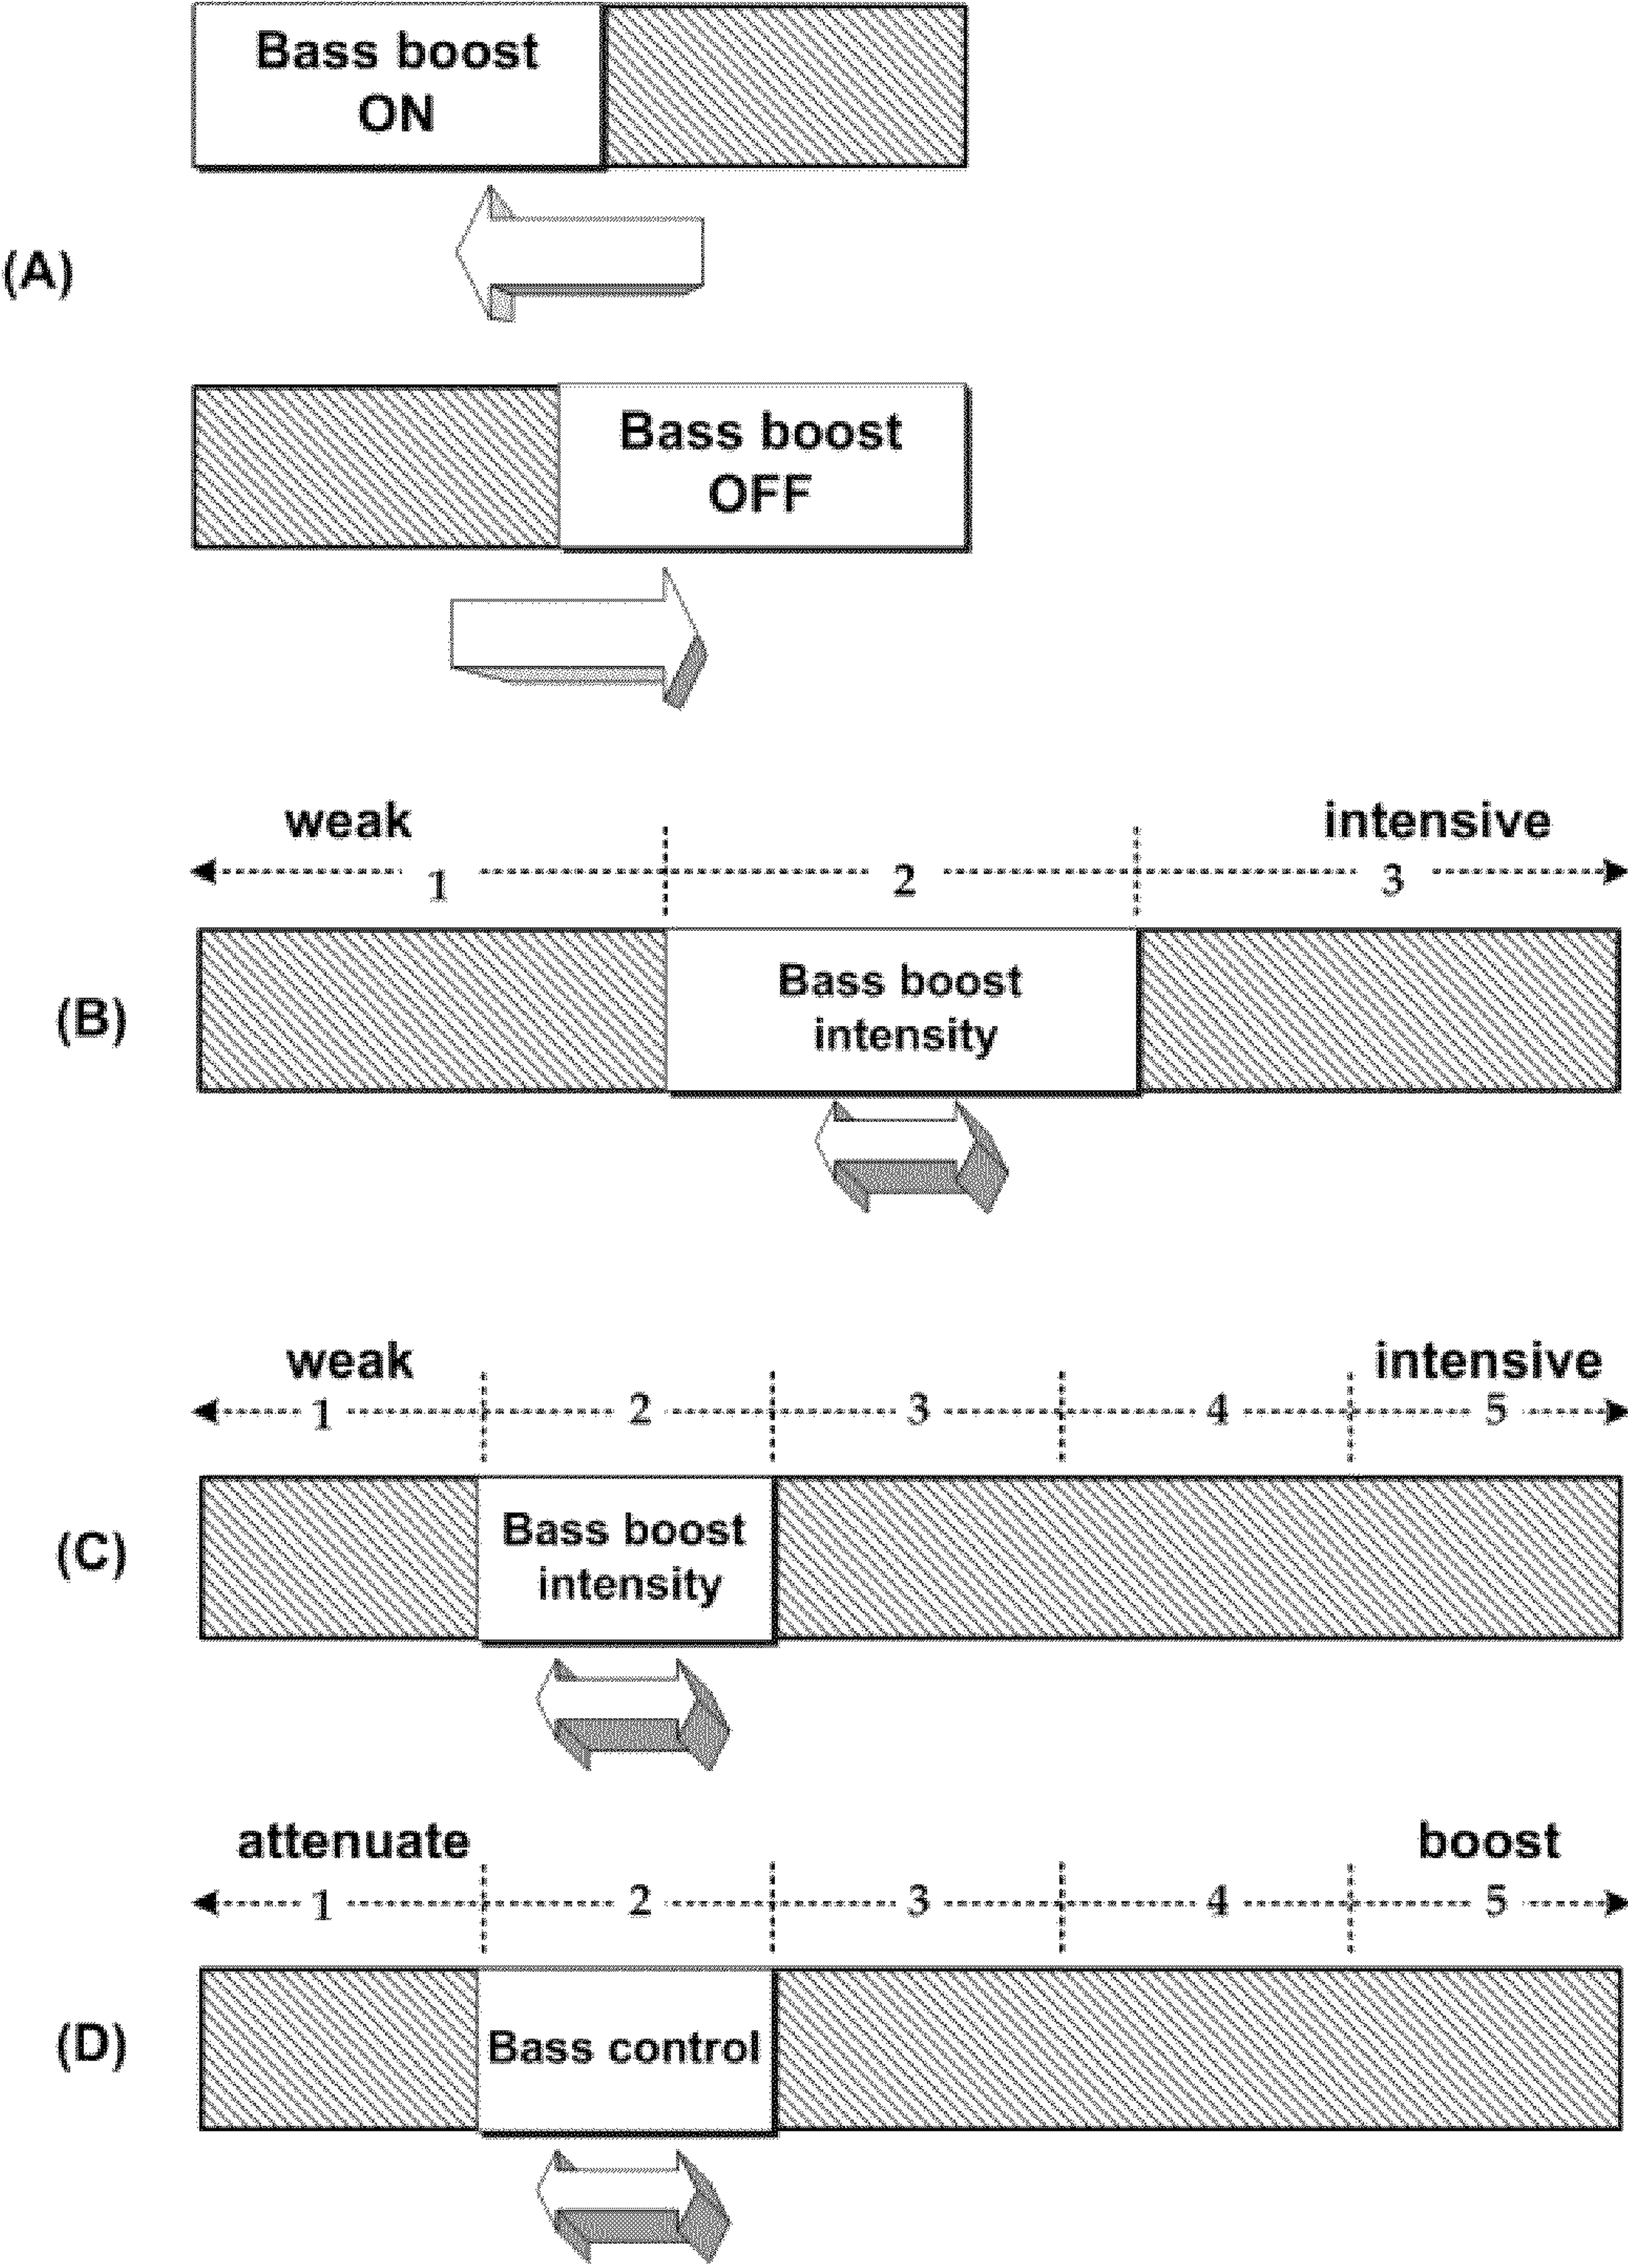 Bass boost
ON
(A)
Bass boost
OFF
weak intensive
1 2 3
(B)
Bass boost
intensity
weak intensive
1 2 3 4 5
(C)
Bass boost
intensity
attenuate boost
1 2 3 4 5
(D)
Bass control